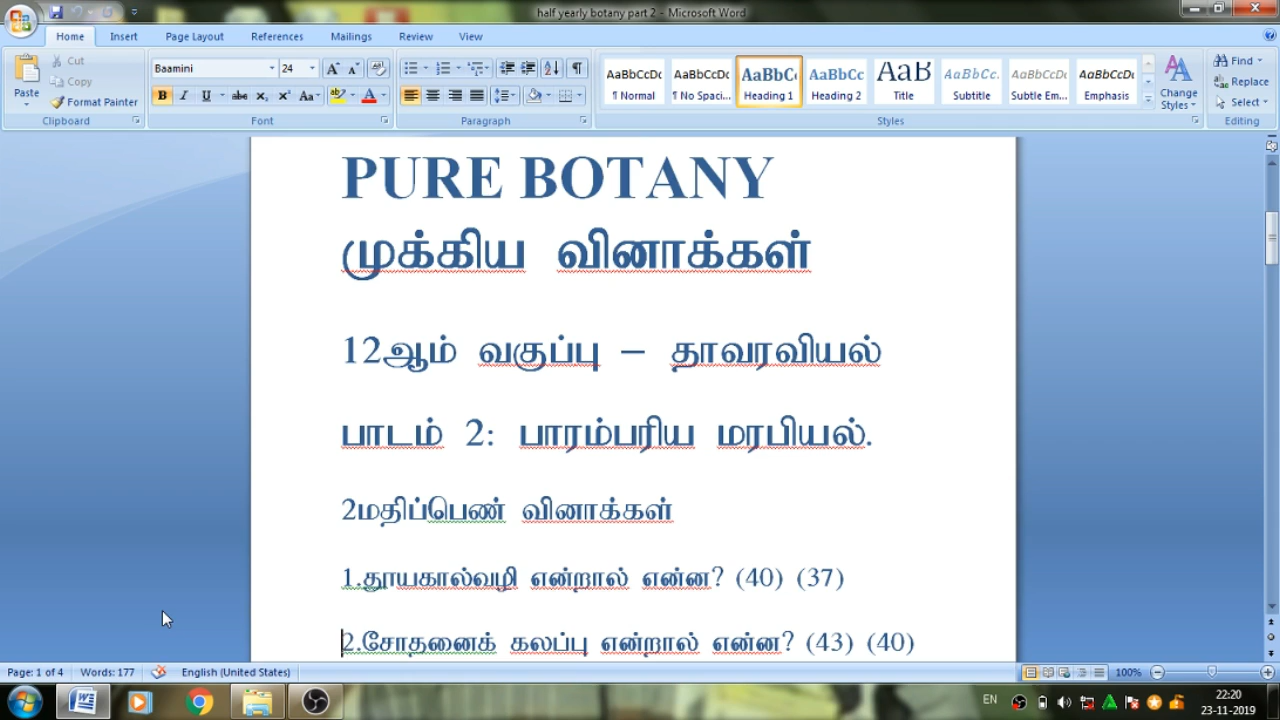 half yearly botany part 2 - Microsoft Word
Home Insert Page Layout References Mailings Review View
Paste Cut Copy Format Painter Clipboard
Baamini 24 B I U abc x₂ x² Aa Font
Paragraph
AaBbCcDc ¶ Normal AaBbCcDc ¶ No Spaci... AaBbC Heading 1 AaBbCc Heading 2 AaB Title AaBbCc. Subtitle AaBbCcDc Subtle Em... AaBbCcDc Emphasis Change Styles Styles
Find Replace Select Editing
PURE BOTANY
முக்கிய வினாக்கள்
12ஆம் வகுப்பு – தாவரவியல்
பாடம் 2: பாரம்பரிய மரபியல்.
2மதிப்பெண் வினாக்கள்
1.தூயகால்வழி என்றால் என்ன? (40) (37)
2.சோதனைக் கலப்பு என்றால் என்ன? (43) (40)
Page: 1 of 4 Words: 177 English (United States) 100%
EN 22:20
23-11-2019